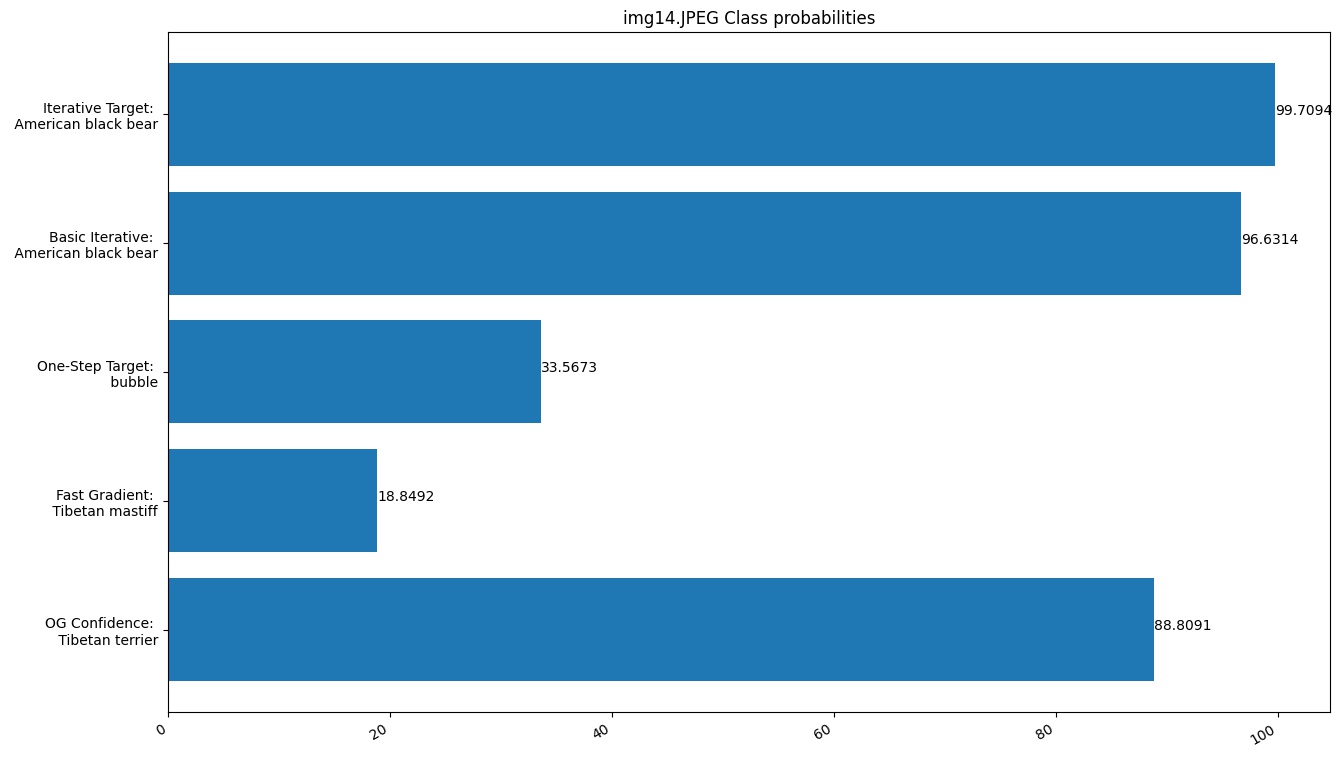 img14.JPEG Class probabilities
Iterative Target:
American black bear
99.7094
Basic Iterative:
American black bear
96.6314
One-Step Target:
bubble
33.5673
Fast Gradient:
Tibetan mastiff
18.8492
OG Confidence:
Tibetan terrier
88.8091
0
20
40
60
80
100